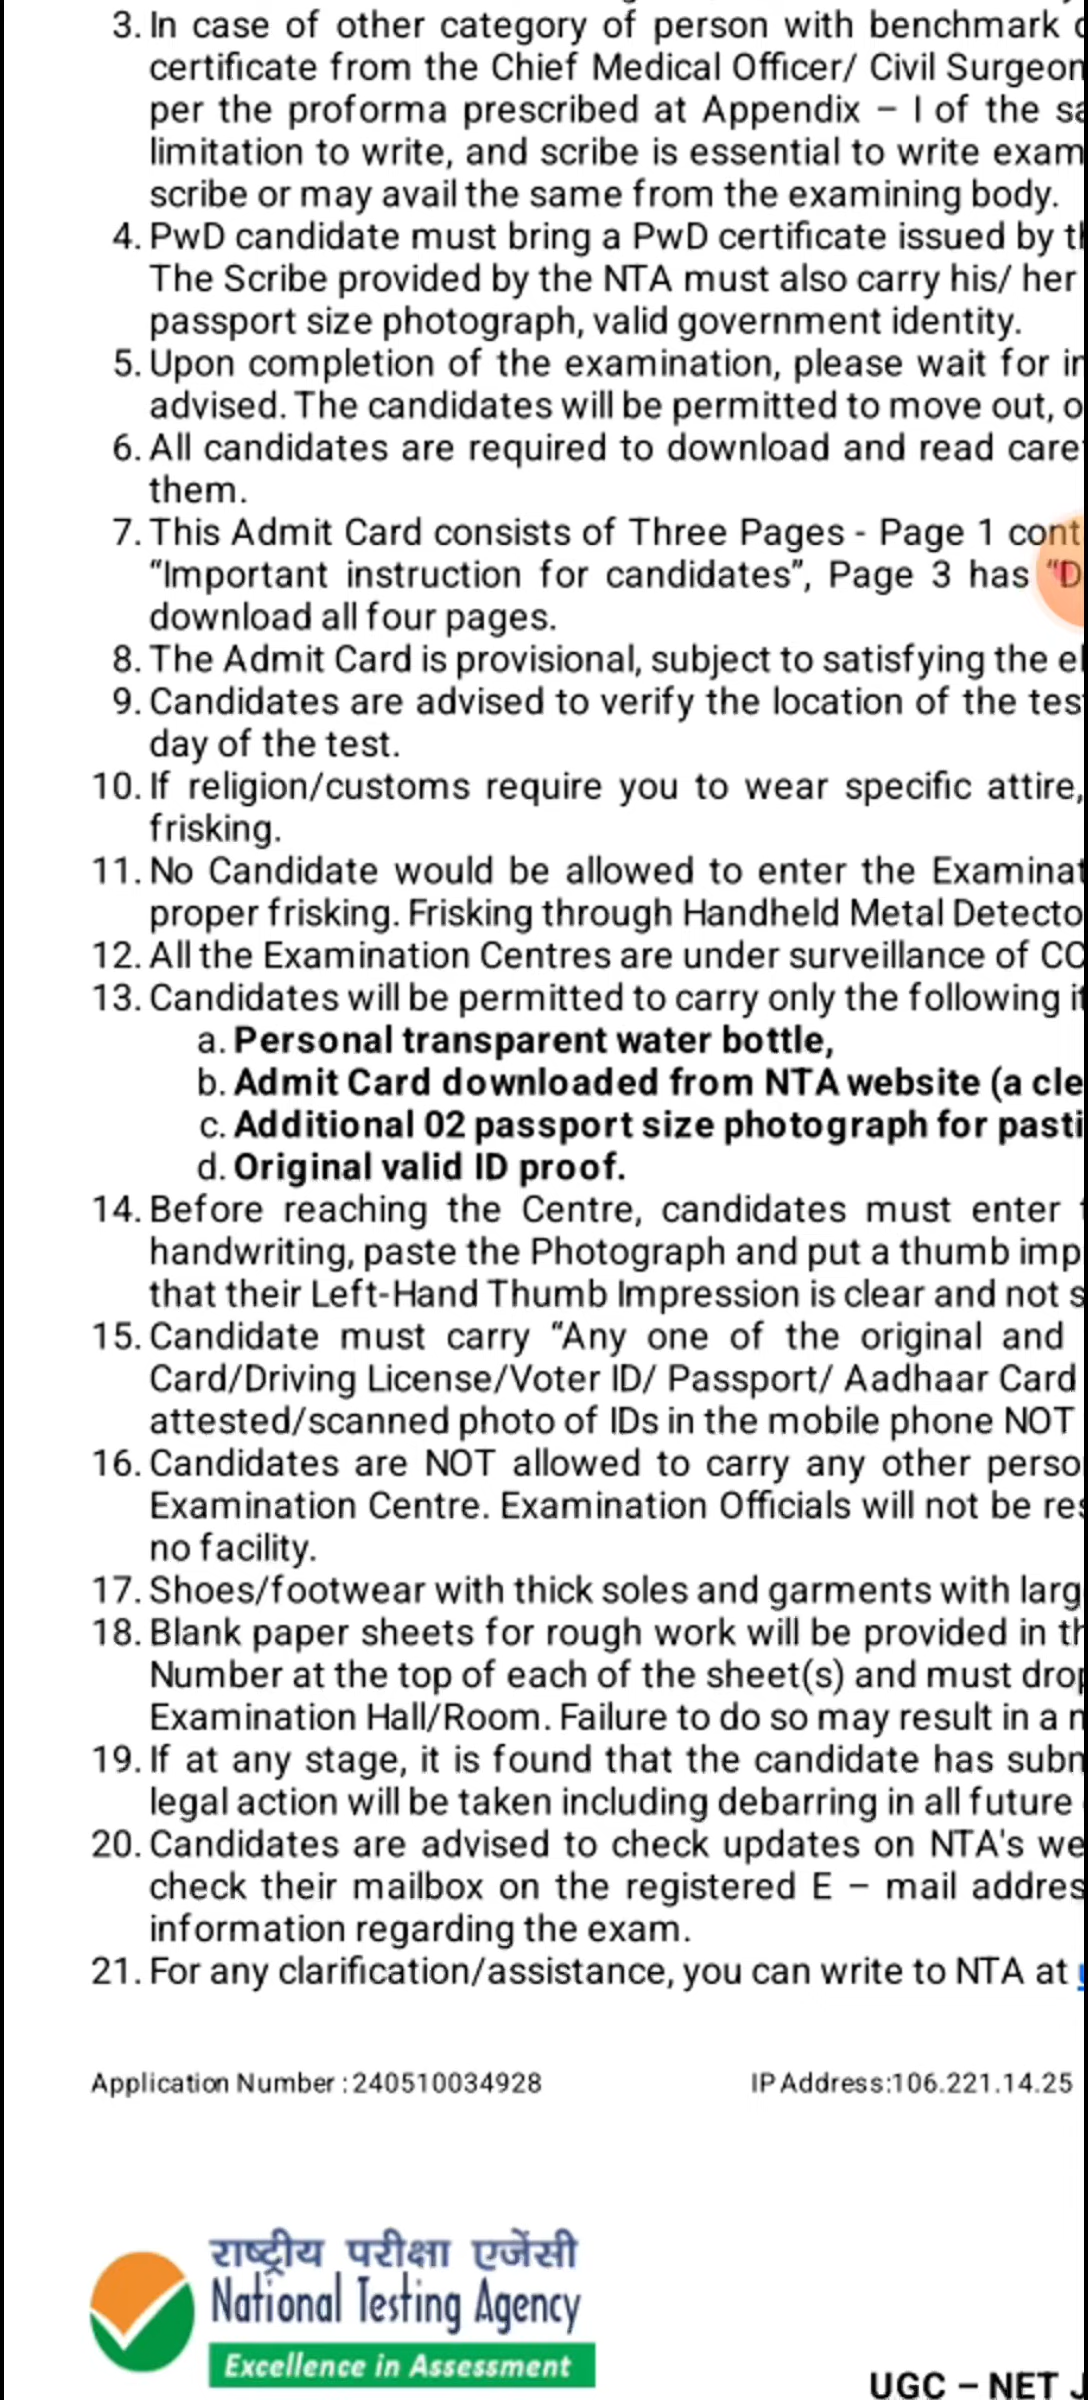 3. In case of other category of person with benchmark
certificate from the Chief Medical Officer/ Civil Surgeon
per the proforma prescribed at Appendix – I of the
limitation to write, and scribe is essential to write exam
scribe or may avail the same from the examining body.
4. PwD candidate must bring a PwD certificate issued by
The Scribe provided by the NTA must also carry his/ her
passport size photograph, valid government identity.
5. Upon completion of the examination, please wait for
advised. The candidates will be permitted to move out,
6. All candidates are required to download and read care
them.
7. This Admit Card consists of Three Pages - Page 1 cont
“Important instruction for candidates”, Page 3 has “D
download all four pages.
8. The Admit Card is provisional, subject to satisfying the
9. Candidates are advised to verify the location of the tes
day of the test.
10. If religion/customs require you to wear specific attire,
frisking.
11. No Candidate would be allowed to enter the Examinat
proper frisking. Frisking through Handheld Metal Detecto
12. All the Examination Centres are under surveillance of CC
13. Candidates will be permitted to carry only the following
a. Personal transparent water bottle,
b. Admit Card downloaded from NTA website (a cle
c. Additional 02 passport size photograph for pasti
d. Original valid ID proof.
14. Before reaching the Centre, candidates must enter
handwriting, paste the Photograph and put a thumb imp
that their Left-Hand Thumb Impression is clear and not s
15. Candidate must carry “Any one of the original and
Card/Driving License/Voter ID/ Passport/ Aadhaar Card
attested/scanned photo of IDs in the mobile phone NOT
16. Candidates are NOT allowed to carry any other perso
Examination Centre. Examination Officials will not be res
no facility.
17. Shoes/footwear with thick soles and garments with larg
18. Blank paper sheets for rough work will be provided in
Number at the top of each of the sheet(s) and must drop
Examination Hall/Room. Failure to do so may result in a
19. If at any stage, it is found that the candidate has subm
legal action will be taken including debarring in all future
20. Candidates are advised to check updates on NTA's we
check their mailbox on the registered E – mail addres
information regarding the exam.
21. For any clarification/assistance, you can write to NTA at
Application Number : 240510034928 IP Address:106.221.14.25
राष्ट्रीय परीक्षा एजेंसी
National Testing Agency
Excellence in Assessment
UGC – NET J